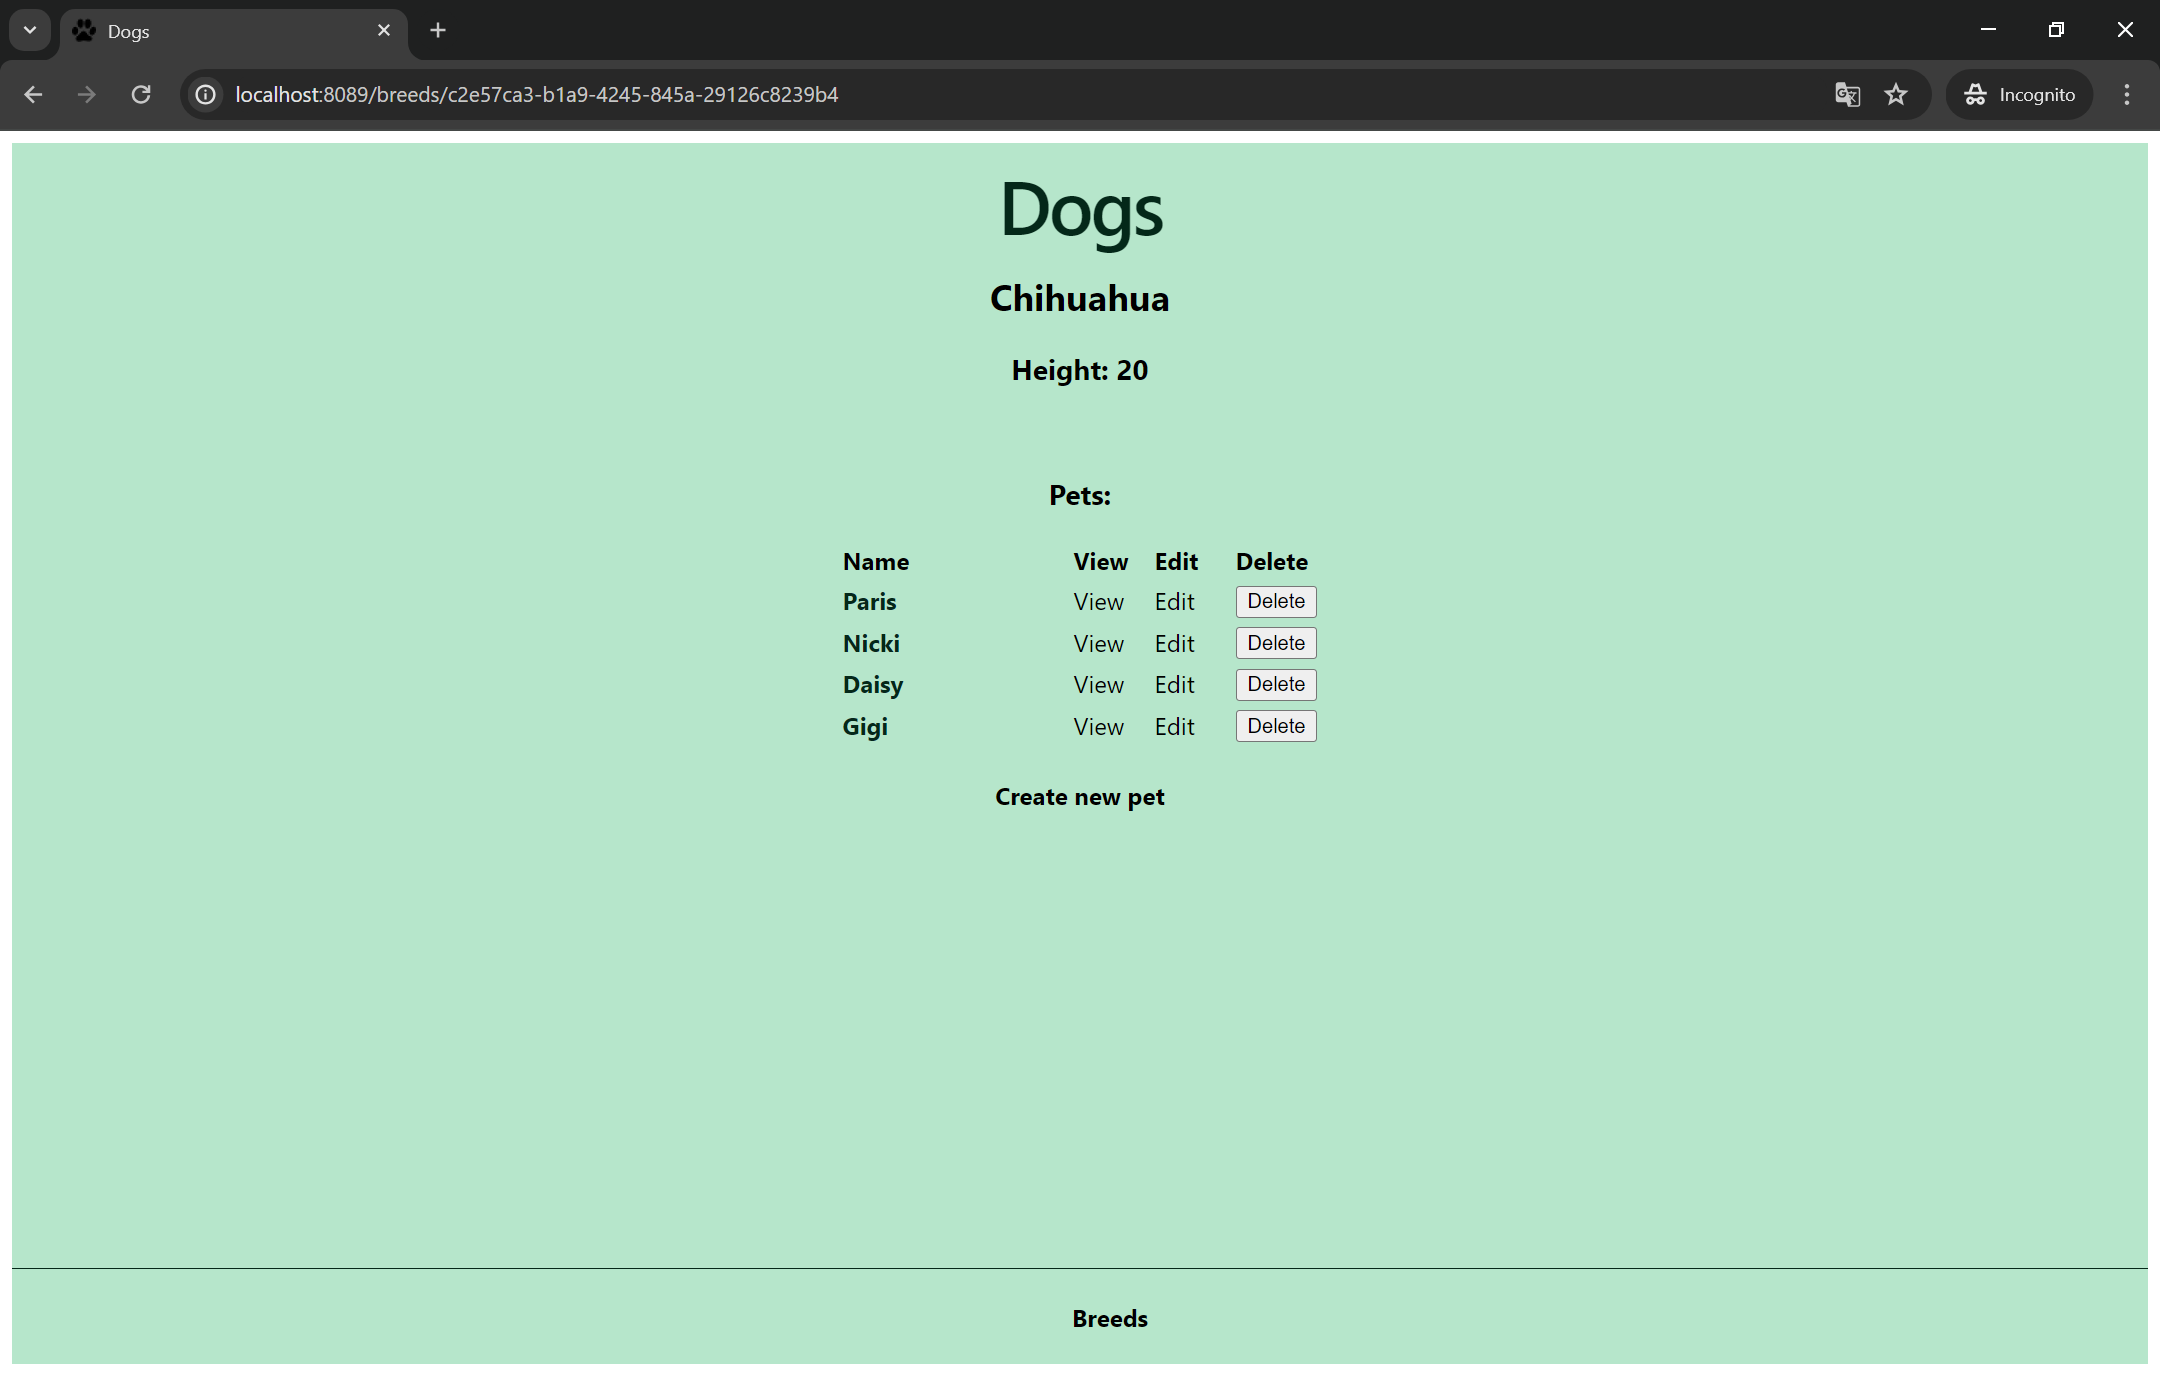 Dogs
localhost:8089/breeds/c2e57ca3-b1a9-4245-845a-29126c8239b4
Incognito
Dogs
Chihuahua
Height: 20
Pets:
Name View Edit Delete
Paris View Edit Delete
Nicki View Edit Delete
Daisy View Edit Delete
Gigi View Edit Delete
Create new pet
Breeds